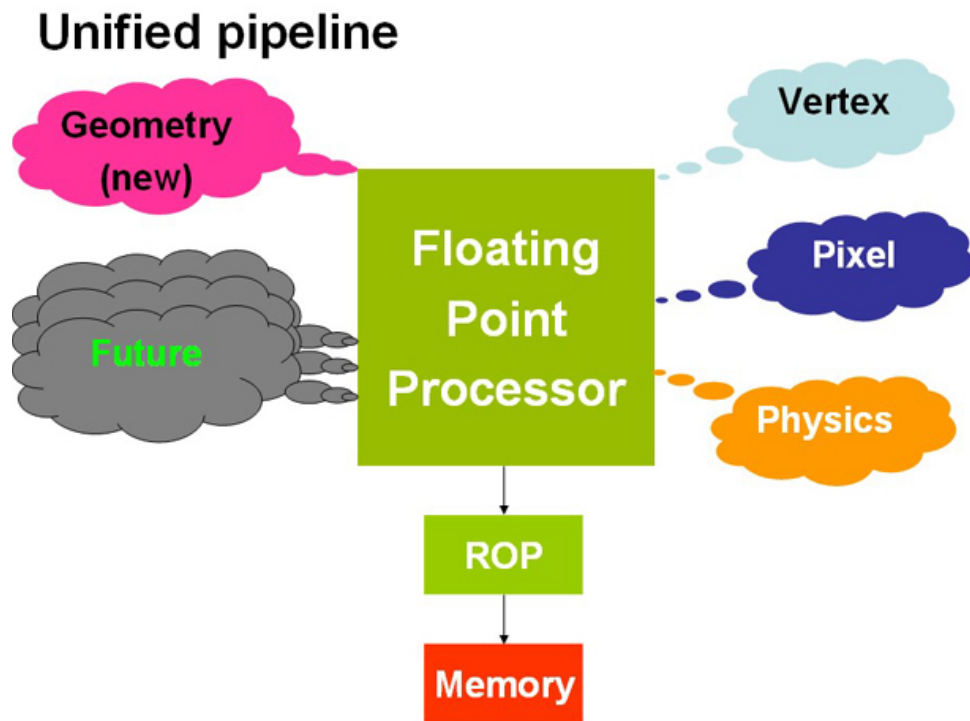 Unified pipeline
Geometry
(new)
Future
Floating
Point
Processor
Vertex
Pixel
Physics
ROP
Memory